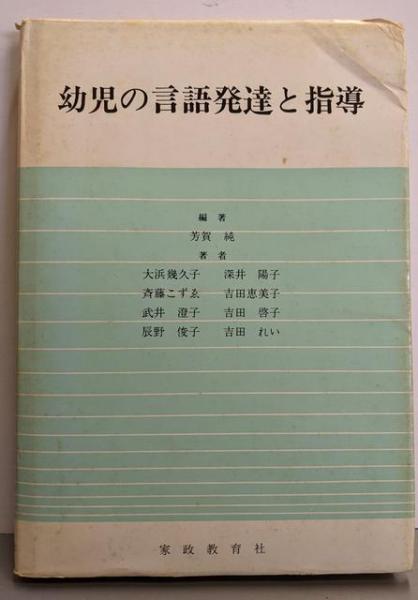 幼児の言語発達と指導
編著
芳賀 純
著者
大浜幾久子 深井 陽子
斉藤こずゑ 吉田恵美子
武井 澄子 吉田 啓子
辰野 俊子 吉田 れい
家政教育社